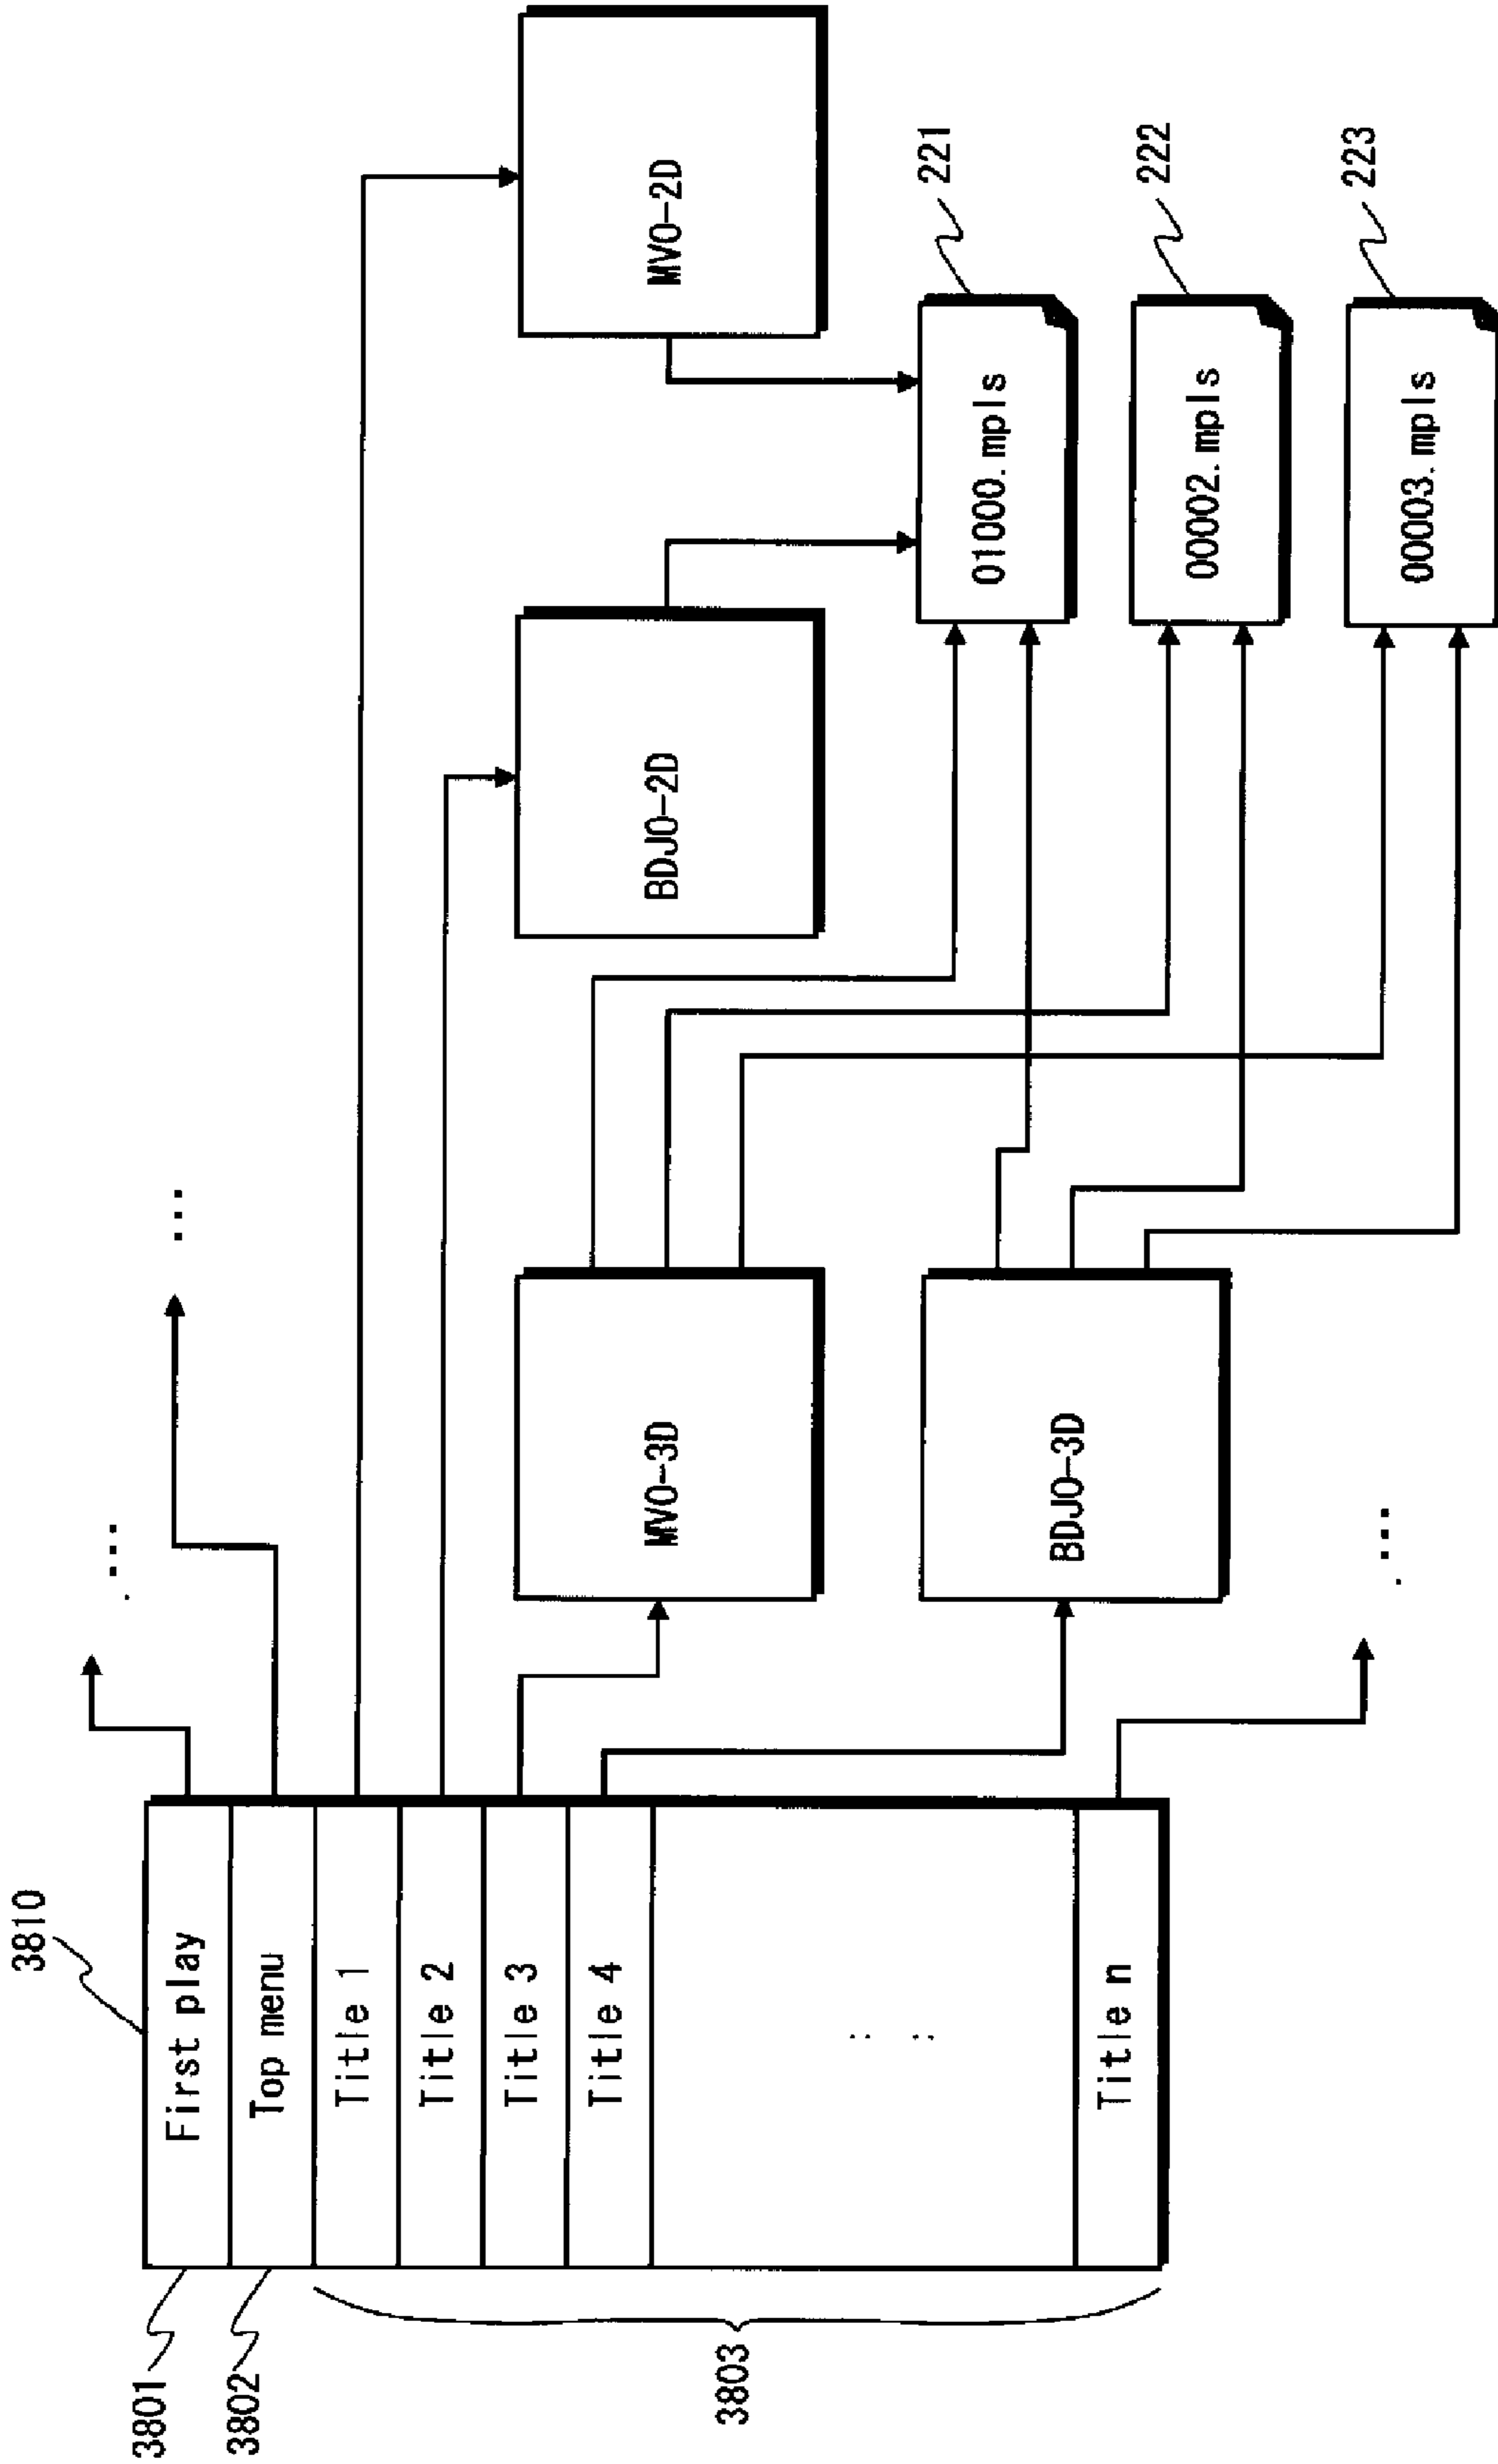 3810
3801
First play
...
3802
Top menu
...
Title 1
Title 2
Title 3
Title 4
Title n
...
3803
MVO-3D
BDJO-2D
MVO-2D
BDJO-3D
01000.mpls
221
00002.mpls
222
00003.mpls
223